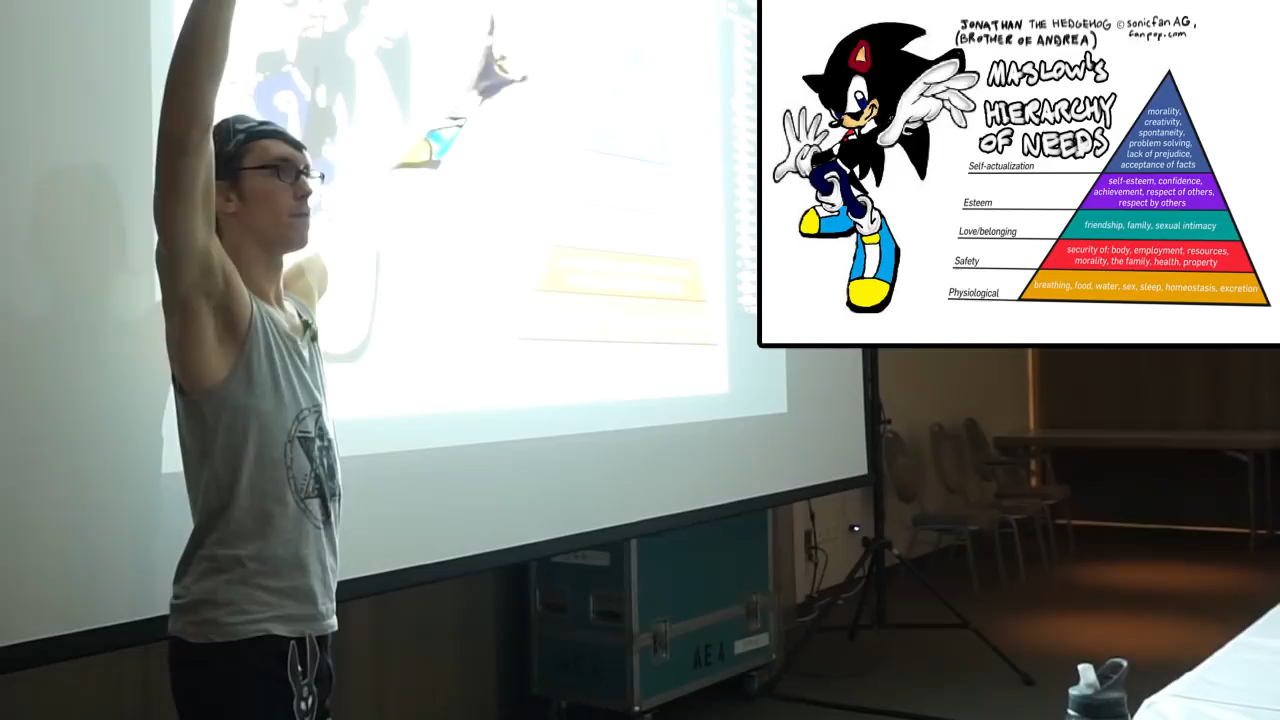 JONATHAN THE HEDGEHOG © sonicfanAG,
(BROTHER OF ANDREA) fanpop.com
MASLOW'S
HIERARCHY
OF NEEDS
Self-actualization
morality,
creativity,
spontaneity,
problem solving,
lack of prejudice,
acceptance of facts
Esteem
self-esteem, confidence,
achievement, respect of others,
respect by others
Love/belonging
friendship, family, sexual intimacy
Safety
security of: body, employment, resources,
morality, the family, health, property
Physiological
breathing, food, water, sex, sleep, homeostasis, excretion
AE 4